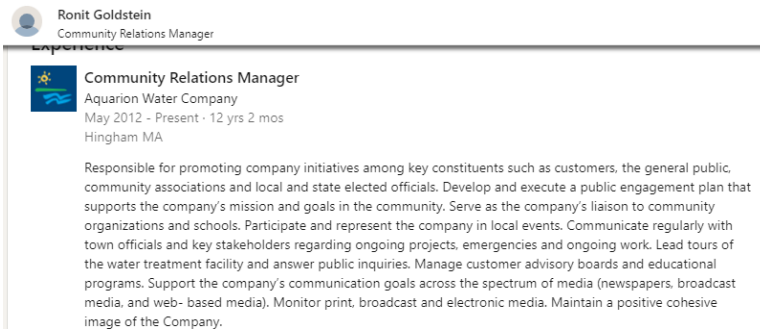 Ronit Goldstein
Community Relations Manager
Experience
Community Relations Manager
Aquarion Water Company
May 2012 - Present · 12 yrs 2 mos
Hingham MA
Responsible for promoting company initiatives among key constituents such as customers, the general public,
community associations and local and state elected officials. Develop and execute a public engagement plan that
supports the company's mission and goals in the community. Serve as the company's liaison to community
organizations and schools. Participate and represent the company in local events. Communicate regularly with
town officials and key stakeholders regarding ongoing projects, emergencies and ongoing work. Lead tours of
the water treatment facility and answer public inquiries. Manage customer advisory boards and educational
programs. Support the company's communication goals across the spectrum of media (newspapers, broadcast
media, and web- based media). Monitor print, broadcast and electronic media. Maintain a positive cohesive
image of the Company.